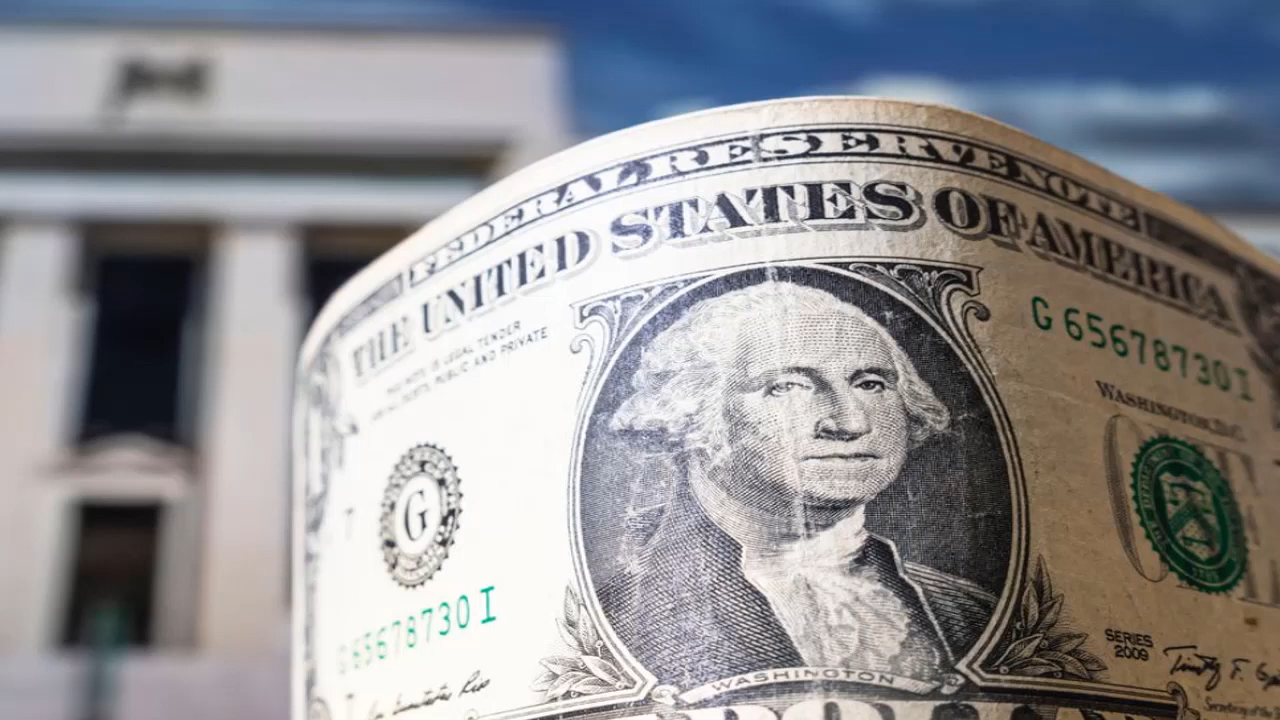 FEDERAL RESERVE NOTE
THE UNITED STATES OF AMERICA
THIS NOTE IS LEGAL TENDER
FOR ALL DEBTS PUBLIC AND PRIVATE
G 65678730 I
WASHINGTON, D.C.
G
7
G 65678730 I
SERIES
2009
WASHINGTON